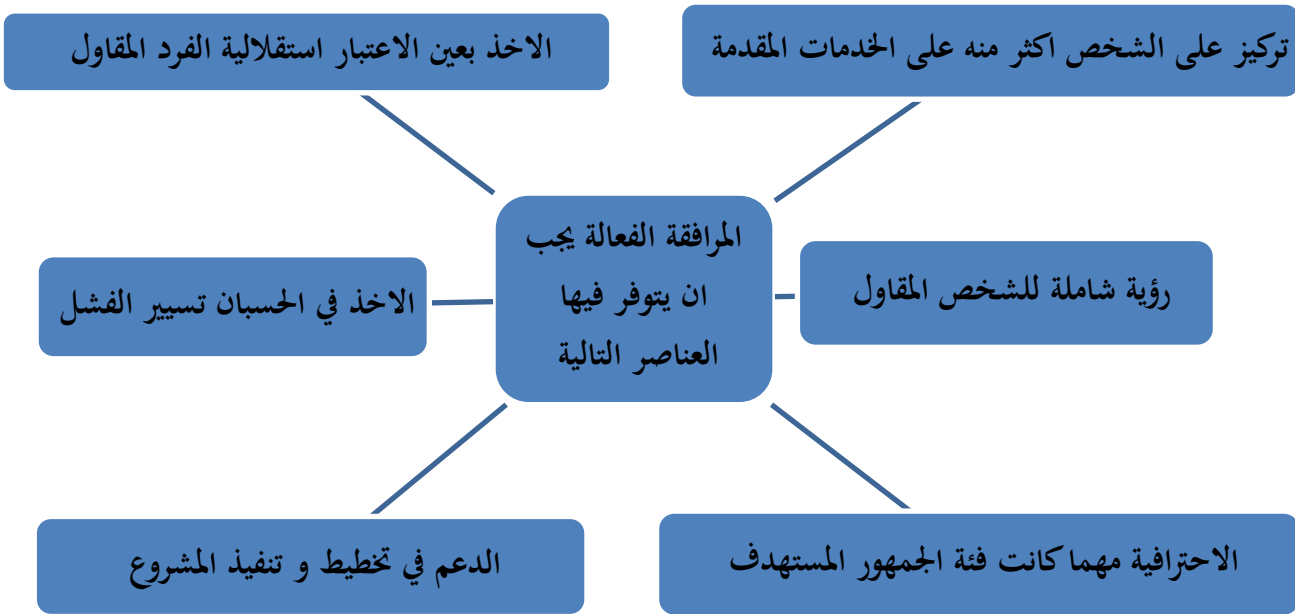 تركيز على الشخص اكثر منه على الخدمات المقدمة
الاخذ بعين الاعتبار استقلالية الفرد المقاول
المرافقة الفعالة يجب
ان يتوفر فيها
العناصر التالية
رؤية شاملة للشخص المقاول
الاخذ في الحسبان تسيير الفشل
الاحترافية مهما كانت فئة الجمهور المستهدف
الدعم في تخطيط و تنفيذ المشروع